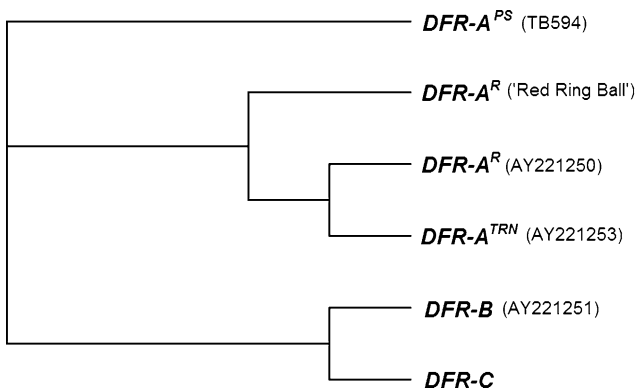 DFR-A^PS (TB594)
DFR-A^R ('Red Ring Ball')
DFR-A^R (AY221250)
DFR-A^TRN (AY221253)
DFR-B (AY221251)
DFR-C